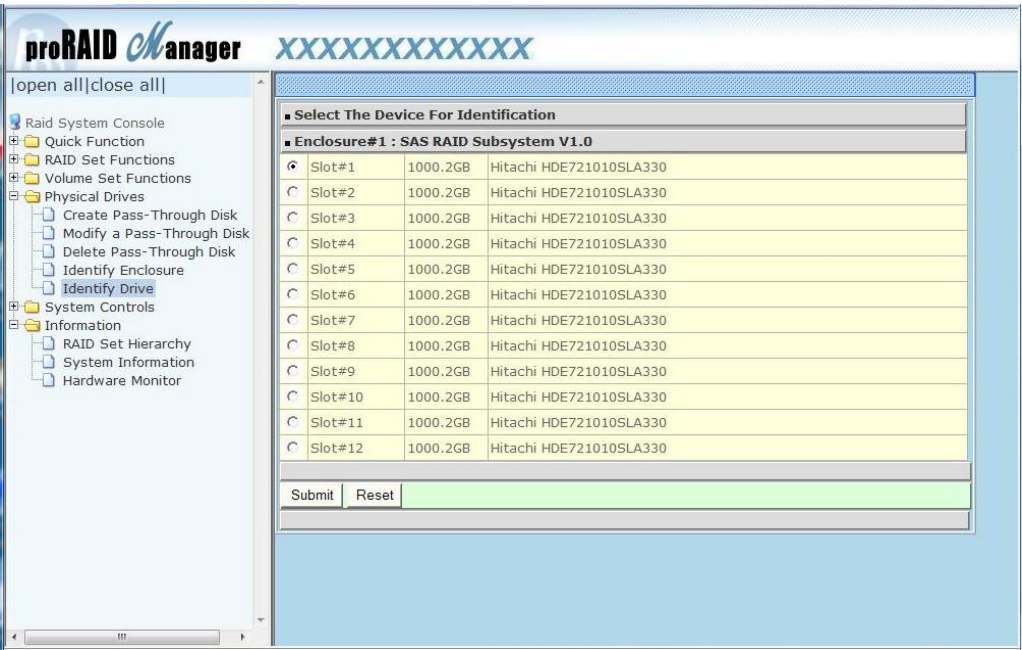 proRAID Manager XXXXXXXXXXXX
|open all|close all|
Raid System Console
Quick Function
RAID Set Functions
Volume Set Functions
Physical Drives
Create Pass-Through Disk
Modify a Pass-Through Disk
Delete Pass-Through Disk
Identify Enclosure
Identify Drive
System Controls
Information
RAID Set Hierarchy
System Information
Hardware Monitor
Select The Device For Identification
Enclosure#1 : SAS RAID Subsystem V1.0
Slot#1 1000.2GB Hitachi HDE721010SLA330
Slot#2 1000.2GB Hitachi HDE721010SLA330
Slot#3 1000.2GB Hitachi HDE721010SLA330
Slot#4 1000.2GB Hitachi HDE721010SLA330
Slot#5 1000.2GB Hitachi HDE721010SLA330
Slot#6 1000.2GB Hitachi HDE721010SLA330
Slot#7 1000.2GB Hitachi HDE721010SLA330
Slot#8 1000.2GB Hitachi HDE721010SLA330
Slot#9 1000.2GB Hitachi HDE721010SLA330
Slot#10 1000.2GB Hitachi HDE721010SLA330
Slot#11 1000.2GB Hitachi HDE721010SLA330
Slot#12 1000.2GB Hitachi HDE721010SLA330
Submit Reset